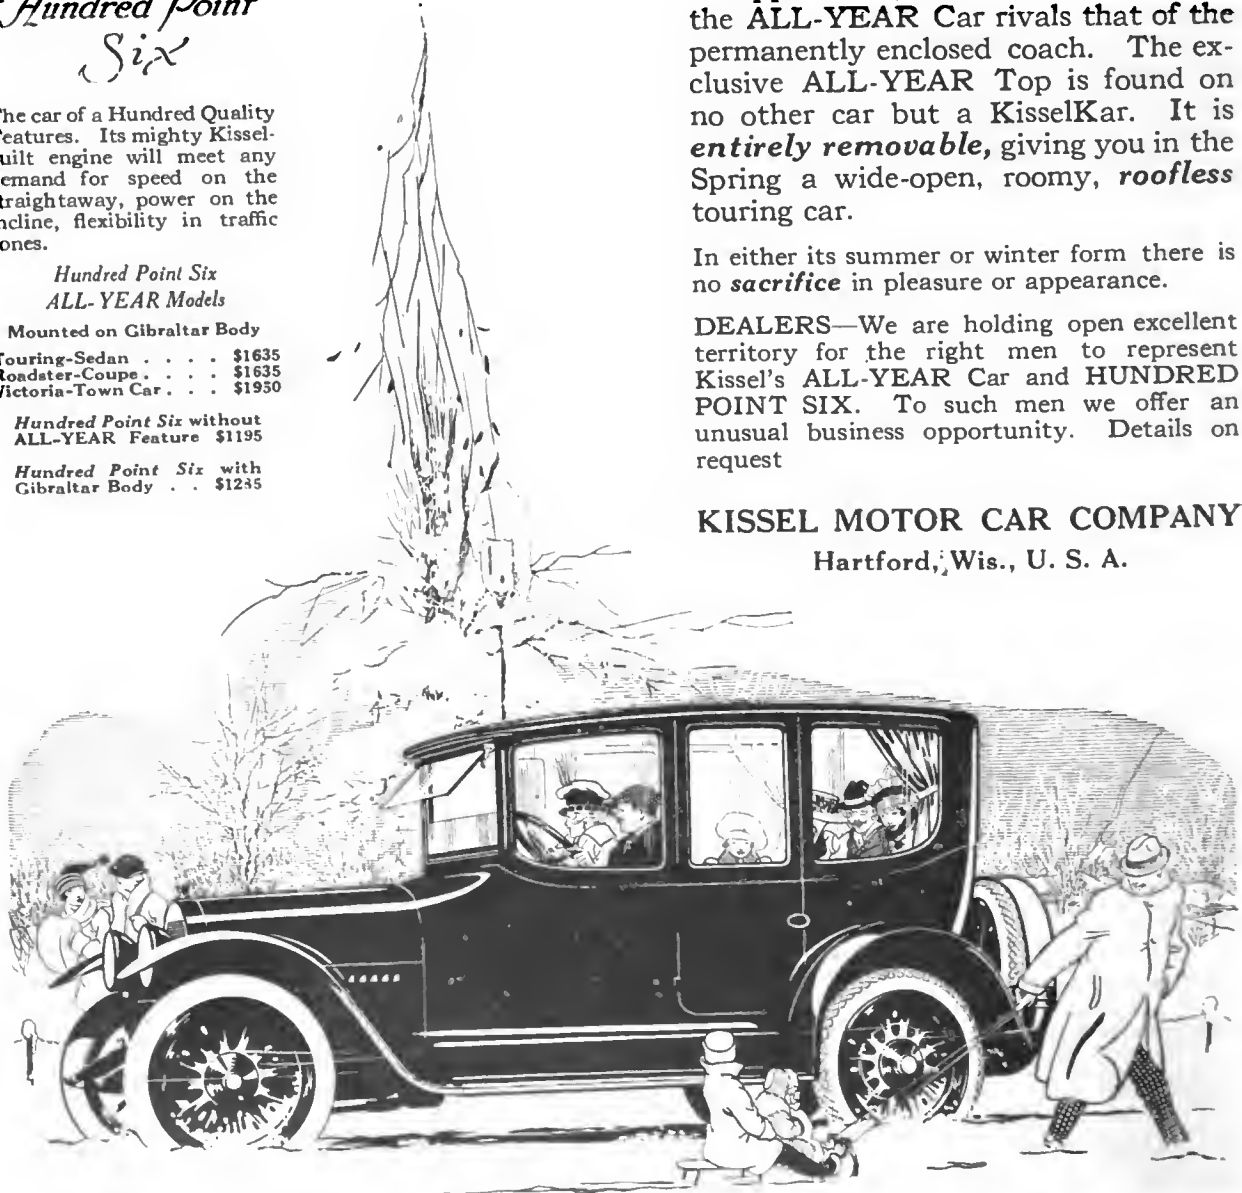 Hundred Point
Six
he car of a Hundred Quality
eatures. Its mighty Kissel-
uilt engine will meet any
emand for speed on the
traightaway, power on the
ncline, flexibility in traffic
ones.
Hundred Point Six
ALL-YEAR Models
Mounted on Gibraltar Body
Touring-Sedan . . . . $1635
Roadster-Coupe . . . . $1635
Victoria-Town Car . . . $1950
Hundred Point Six without
ALL-YEAR Feature $1195
Hundred Point Six with
Gibraltar Body . .
the ALL-YEAR Car rivals that of the
permanently enclosed coach. The ex-
clusive ALL-YEAR Top is found on
no other car but a KisselKar. It is
entirely removable, giving you in the
Spring a wide-open, roomy, roofless
touring car.
In either its summer or winter form there is
no sacrifice in pleasure or appearance.
DEALERS—We are holding open excellent
territory for the right men to represent
Kissel's ALL-YEAR Car and HUNDRED
POINT SIX. To such men we offer an
unusual business opportunity. Details on
request
KISSEL MOTOR CAR COMPANY
Hartford, Wis., U. S. A.